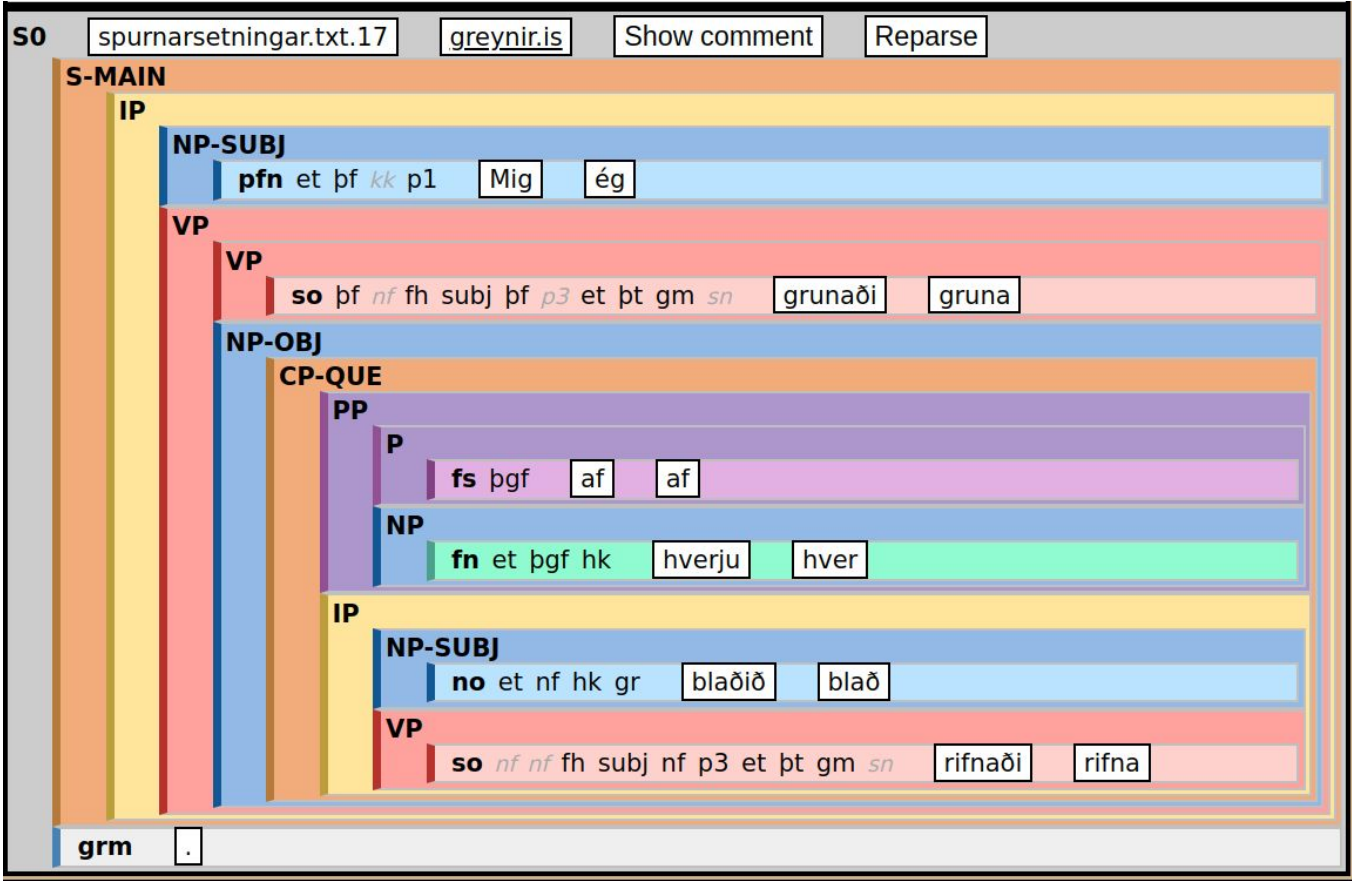 S0 spurnarsetningar.txt.17 greynir.is Show comment Reparse
S-MAIN
IP
NP-SUBJ
pfn et þf kk p1 Mig ég
VP
VP
so þf nf fh subj þf p3 et þt gm sn grunaði gruna
NP-OBJ
CP-QUE
PP
P
fs þgf af af
NP
fn et þgf hk hverju hver
IP
NP-SUBJ
no et nf hk gr blaðið blað
VP
so nf nf fh subj nf p3 et þt gm sn rifnaði rifna
grm .